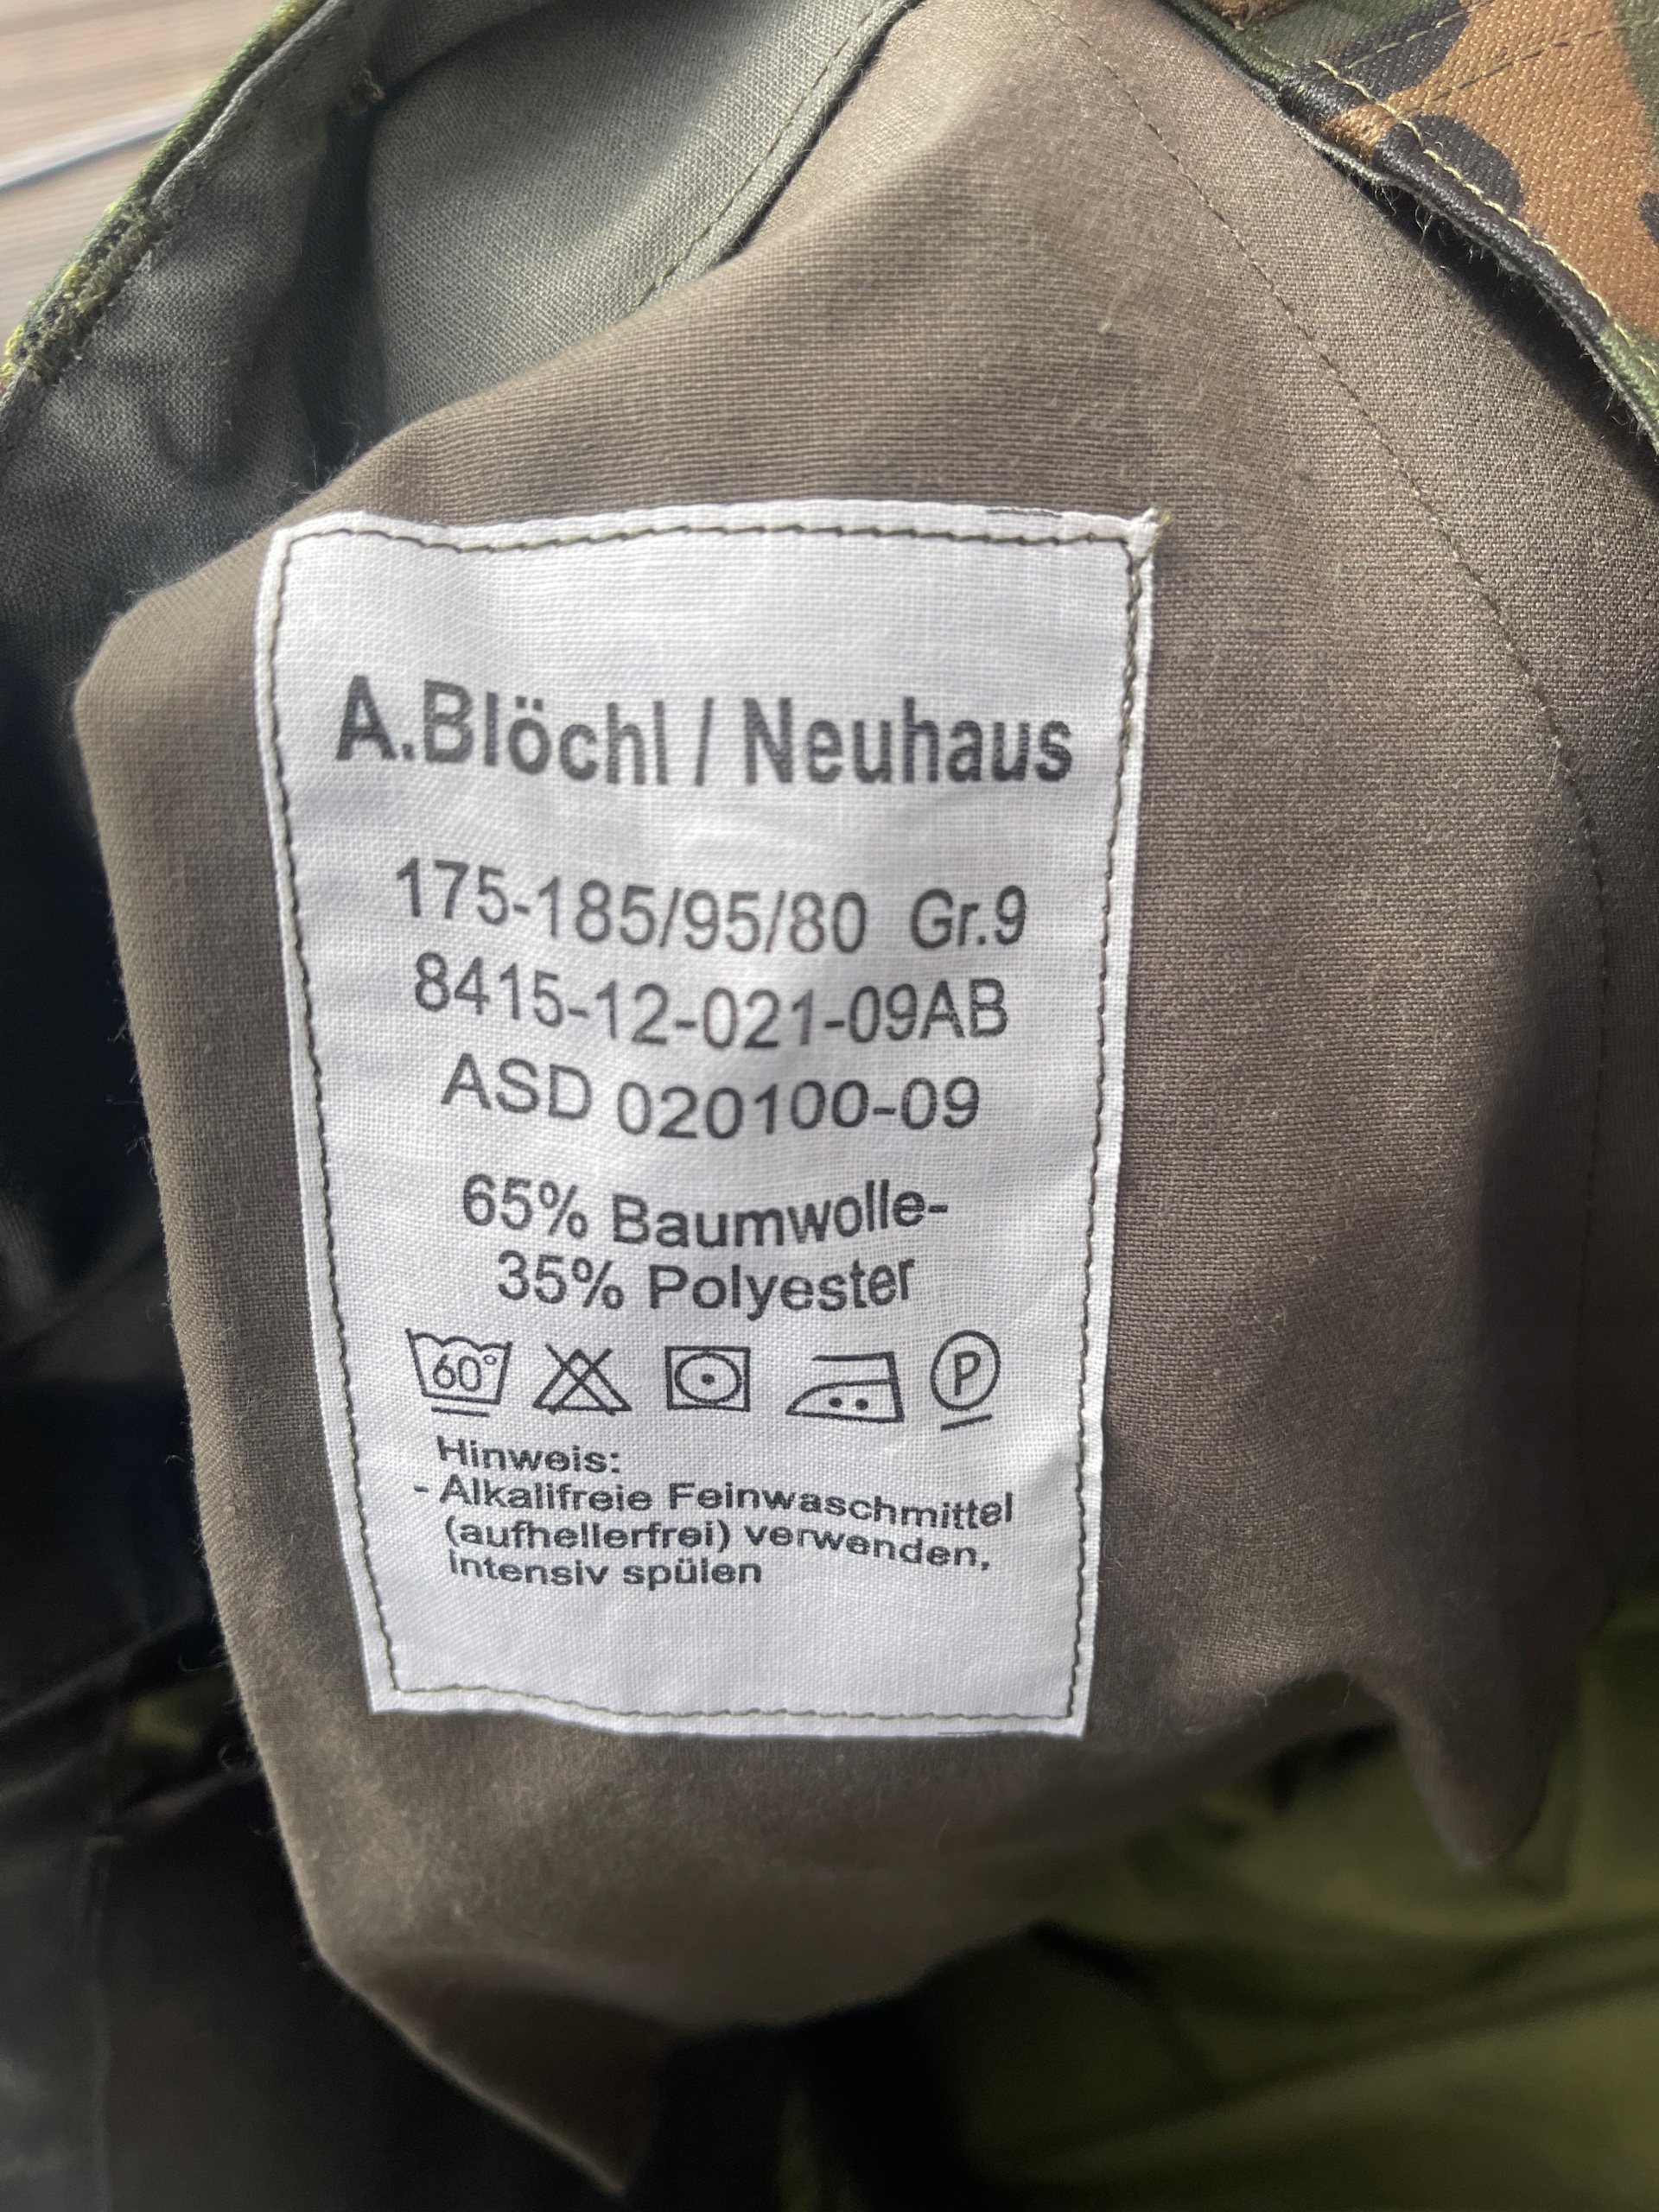 A.Blöchl / Neuhaus
175-185/95/80 Gr.9
8415-12-021-09AB
ASD 020100-09
65% Baumwolle-
35% Polyester
60° P
Hinweis:
- Alkalifreie Feinwaschmittel
(aufhellerfrei) verwenden,
intensiv spülen